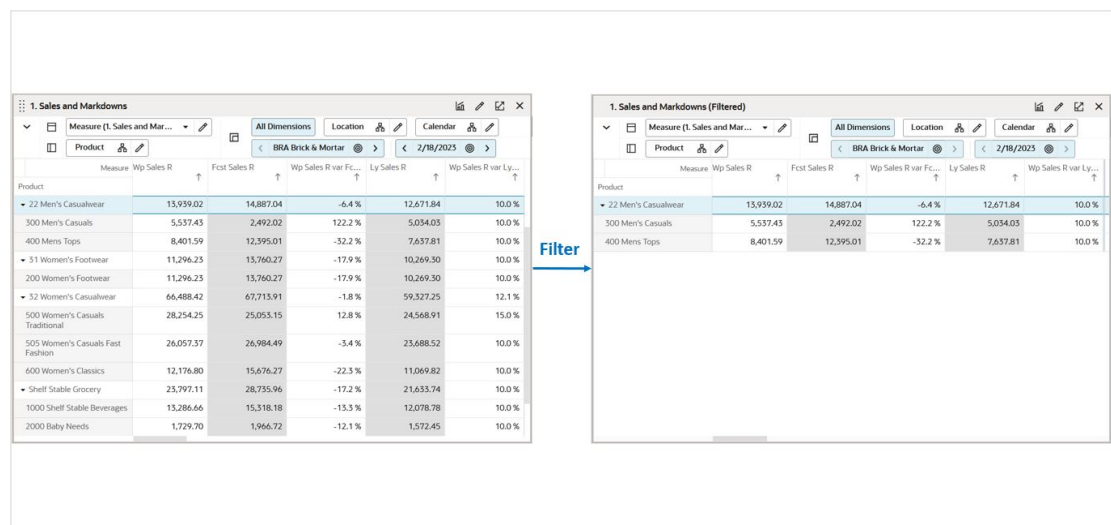 1. Sales and Markdowns
Measure (1. Sales and Mar...
All Dimensions Location Calendar
Product BRA Brick & Mortar 2/18/2023
Measure Wp Sales R Fcst Sales R Wp Sales R var Fc... Ly Sales R Wp Sales R var Ly...
Product
22 Men's Casualwear 13,939.02 14,887.04 -6.4 % 12,671.84 10.0 %
300 Men's Casuals 5,537.43 2,492.02 122.2 % 5,034.03 10.0 %
400 Mens Tops 8,401.59 12,395.01 -32.2 % 7,637.81 10.0 %
31 Women's Footwear 11,296.23 13,760.27 -17.9 % 10,269.30 10.0 %
200 Women's Footwear 11,296.23 13,760.27 -17.9 % 10,269.30 10.0 %
32 Women's Casualwear 66,488.42 67,713.91 -1.8 % 59,327.25 12.1 %
500 Women's Casuals Traditional 28,254.25 25,053.15 12.8 % 24,568.91 15.0 %
505 Women's Casuals Fast Fashion 26,057.37 26,984.49 -3.4 % 23,688.52 10.0 %
600 Women's Classics 12,176.80 15,676.27 -22.3 % 11,069.82 10.0 %
Shelf Stable Grocery 23,797.11 28,735.96 -17.2 % 21,633.74 10.0 %
1000 Shelf Stable Beverages 13,286.66 15,318.18 -13.3 % 12,078.78 10.0 %
2000 Baby Needs 1,729.70 1,966.72 -12.1 % 1,572.45 10.0 %
Filter
1. Sales and Markdowns (Filtered)
Measure (1. Sales and Mar...
All Dimensions Location Calendar
Product BRA Brick & Mortar 2/18/2023
Measure Wp Sales R Fcst Sales R Wp Sales R var Fc... Ly Sales R Wp Sales R var Ly...
Product
22 Men's Casualwear 13,939.02 14,887.04 -6.4 % 12,671.84 10.0 %
300 Men's Casuals 5,537.43 2,492.02 122.2 % 5,034.03 10.0 %
400 Mens Tops 8,401.59 12,395.01 -32.2 % 7,637.81 10.0 %